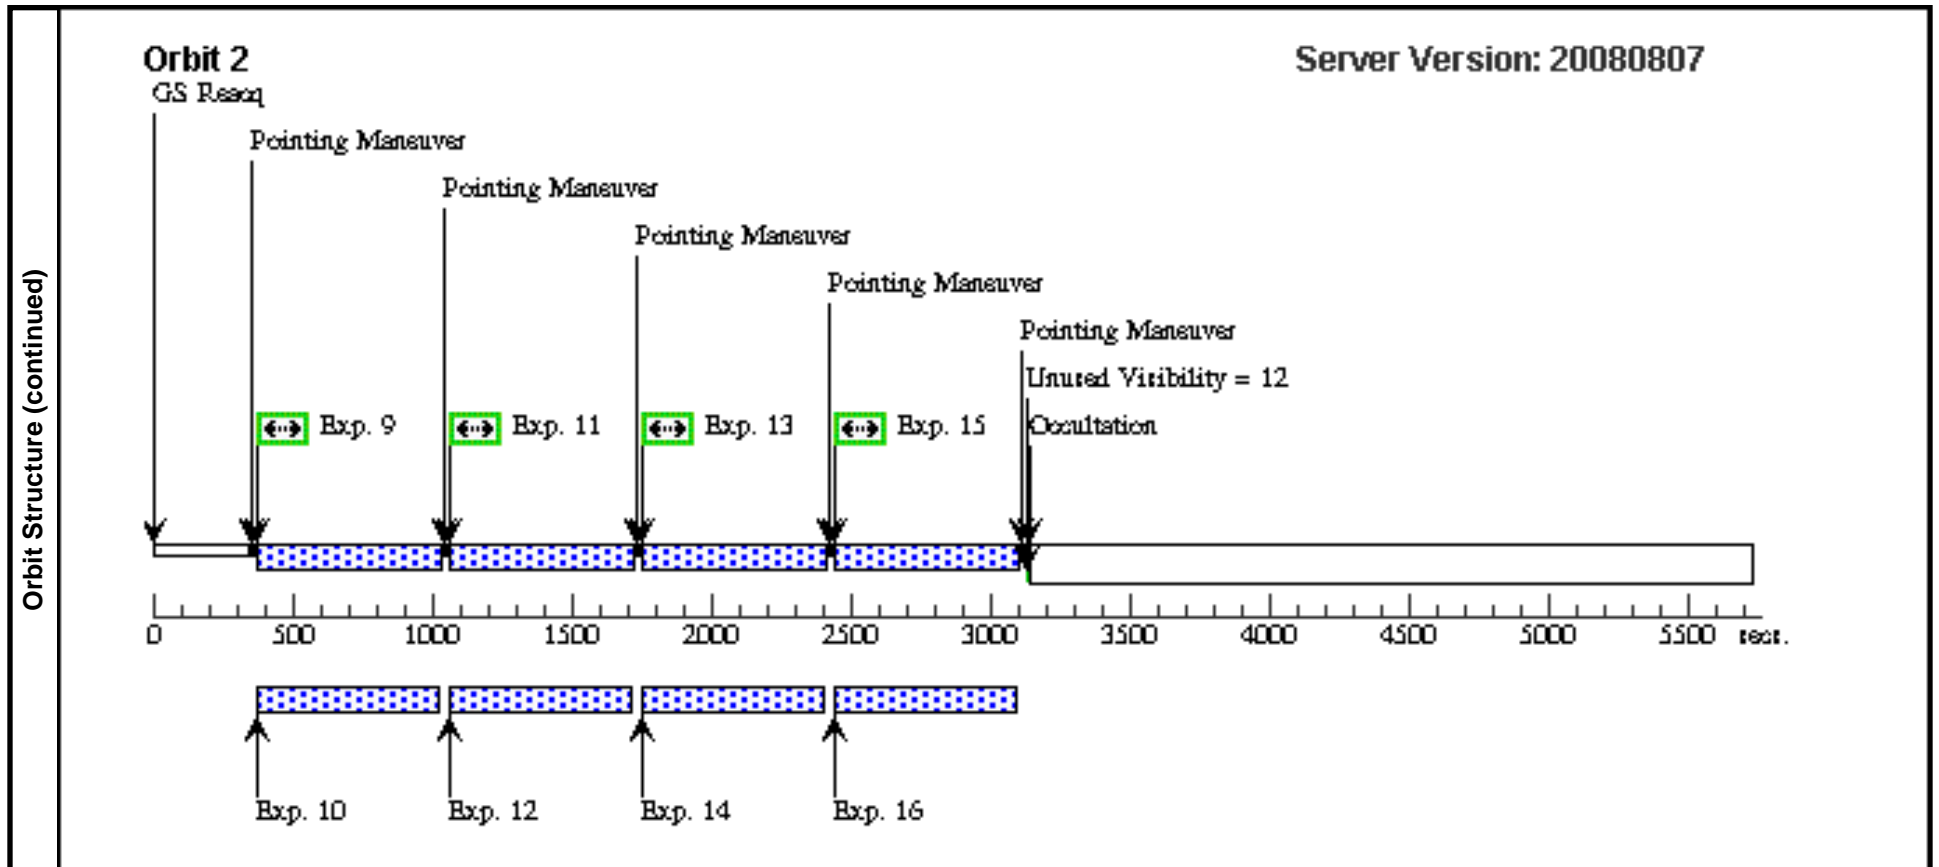 Orbit Structure (continued)
Orbit 2
Server Version: 20080807
GS Reacq
Pointing Maneuver
Pointing Maneuver
Pointing Maneuver
Pointing Maneuver
Pointing Maneuver
Unused Visibility = 12
Exp. 9
Exp. 11
Exp. 13
Exp. 15
Occultation
0 500 1000 1500 2000 2500 3000 3500 4000 4500 5000 5500 secs.
Exp. 10
Exp. 12
Exp. 14
Exp. 16